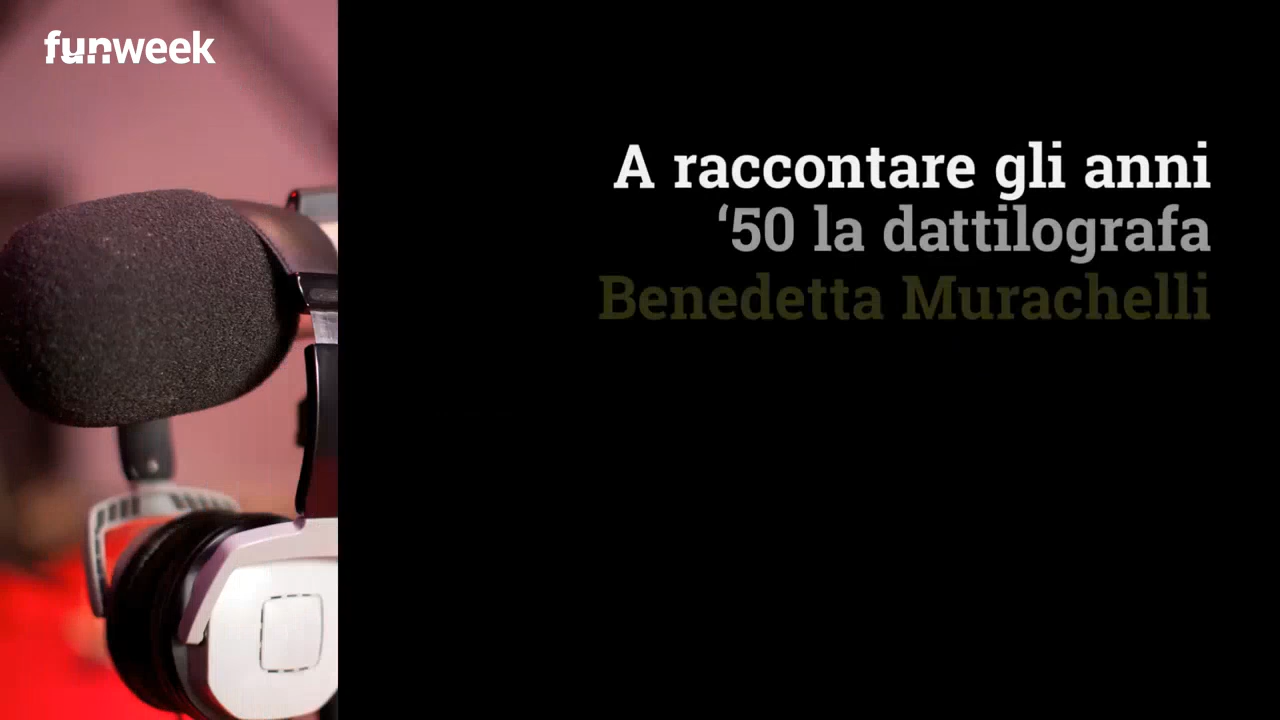 funweek
A raccontare gli anni
‘50 la dattilografa
Benedetta Murachelli